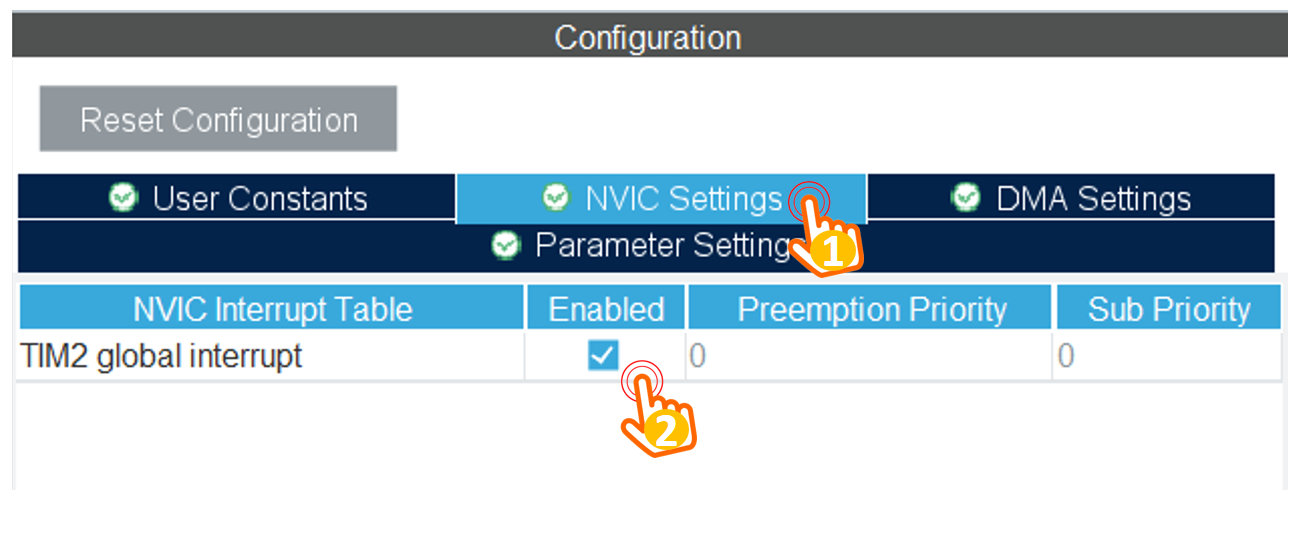 Configuration
Reset Configuration
User Constants NVIC Settings DMA Settings
Parameter Setting
1
NVIC Interrupt Table Enabled Preemption Priority Sub Priority
TIM2 global interrupt 0 0
2